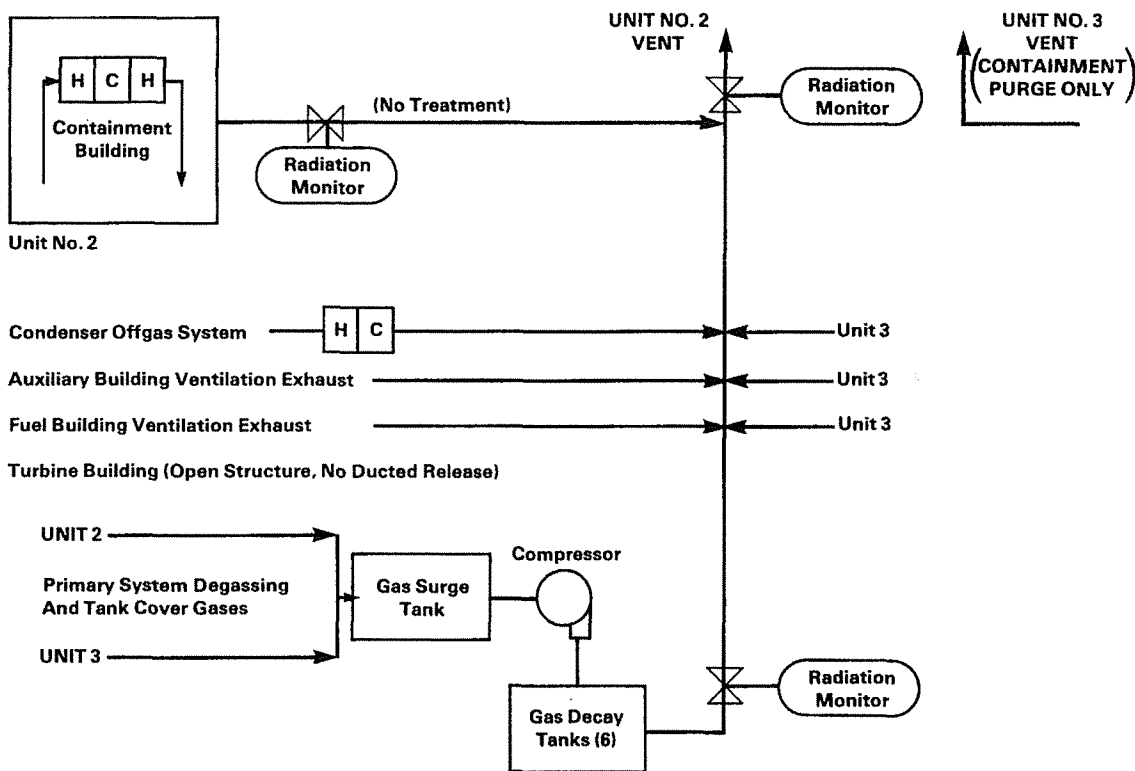 UNIT NO. 2
VENT
UNIT NO. 3
VENT
(CONTAINMENT
PURGE ONLY)
H C H
Containment
Building
(No Treatment)
Radiation
Monitor
Radiation
Monitor
Unit No. 2
Condenser Offgas System
H C
Unit 3
Auxiliary Building Ventilation Exhaust
Unit 3
Fuel Building Ventilation Exhaust
Unit 3
Turbine Building (Open Structure, No Ducted Release)
UNIT 2
Primary System Degassing
And Tank Cover Gases
UNIT 3
Gas Surge
Tank
Compressor
Gas Decay
Tanks (6)
Radiation
Monitor